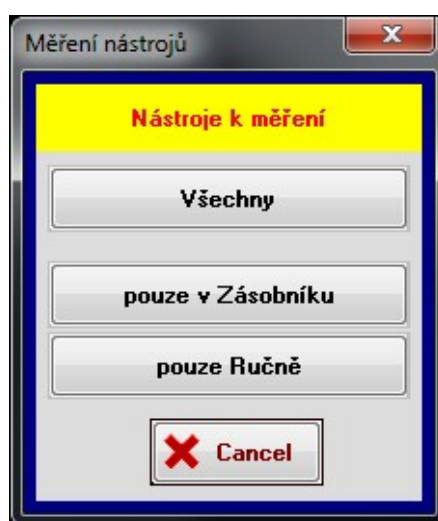 Měření nástrojů
Nástroje k měření
Všechny
pouze v Zásobníku
pouze Ručně
Cancel